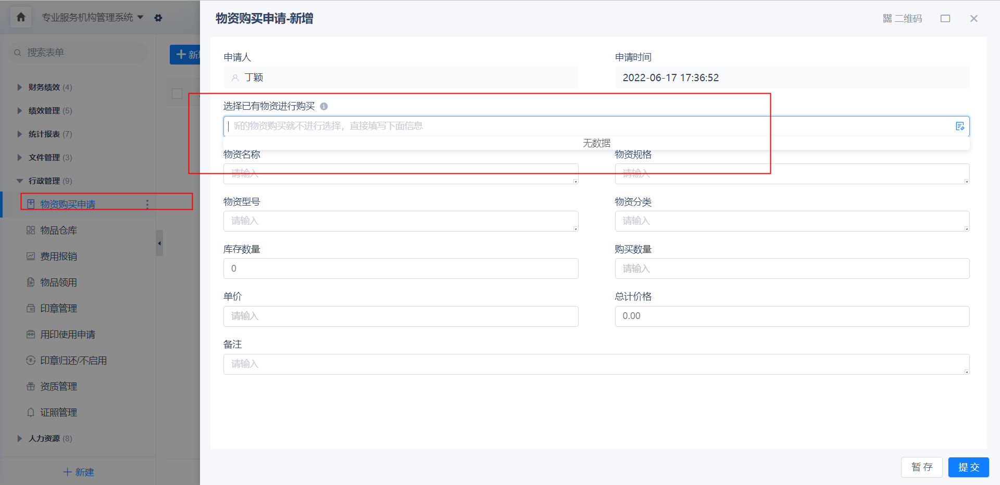 专业服务机构管理系统
搜索表单
财务绩效 (4)
绩效管理 (5)
统计报表 (7)
文件管理 (3)
行政管理 (9)
物资购买申请
物品仓库
费用报销
物品领用
印章管理
用印使用申请
印章归还/不启用
资质管理
证照管理
人力资源 (8)
新建
物资购买申请-新增
二维码
申请人
丁颖
申请时间
2022-06-17 17:36:52
选择已有物资进行购买
新的物资购买就不进行选择，直接填写下面信息
无数据
物资名称
请输入
物资规格
请输入
物资型号
请输入
物资分类
请输入
库存数量
0
购买数量
请输入
单价
请输入
总计价格
0.00
备注
请输入
暂存
提交